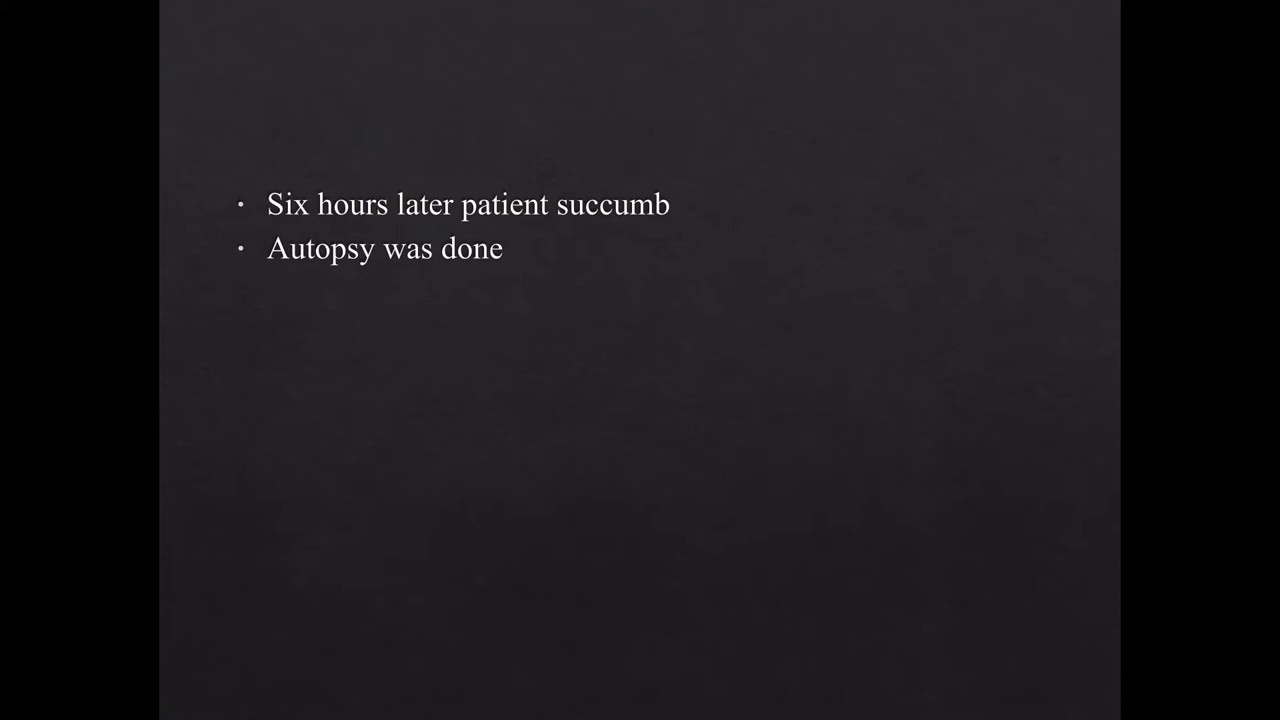 • Six hours later patient succumb
• Autopsy was done